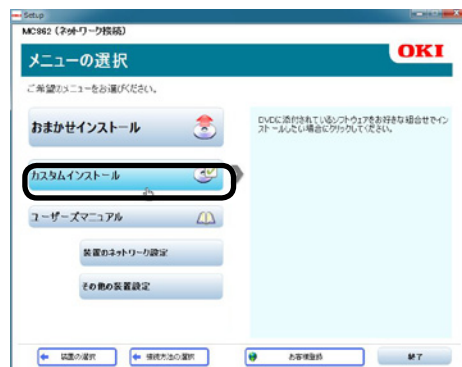 Setup
MC862 (ネットワーク接続)
メニューの選択
OKI
ご希望のメニューをお選びください。
おまかせインストール
DVDに添付されているソフトウェアをお好きな組合せでイン
ストールしたい場合にクリックしてください。
カスタムインストール
ユーザーズマニュアル
装置のネットワーク設定
その他の装置設定
装置の選択
接続方法の選択
お客様登録
終了